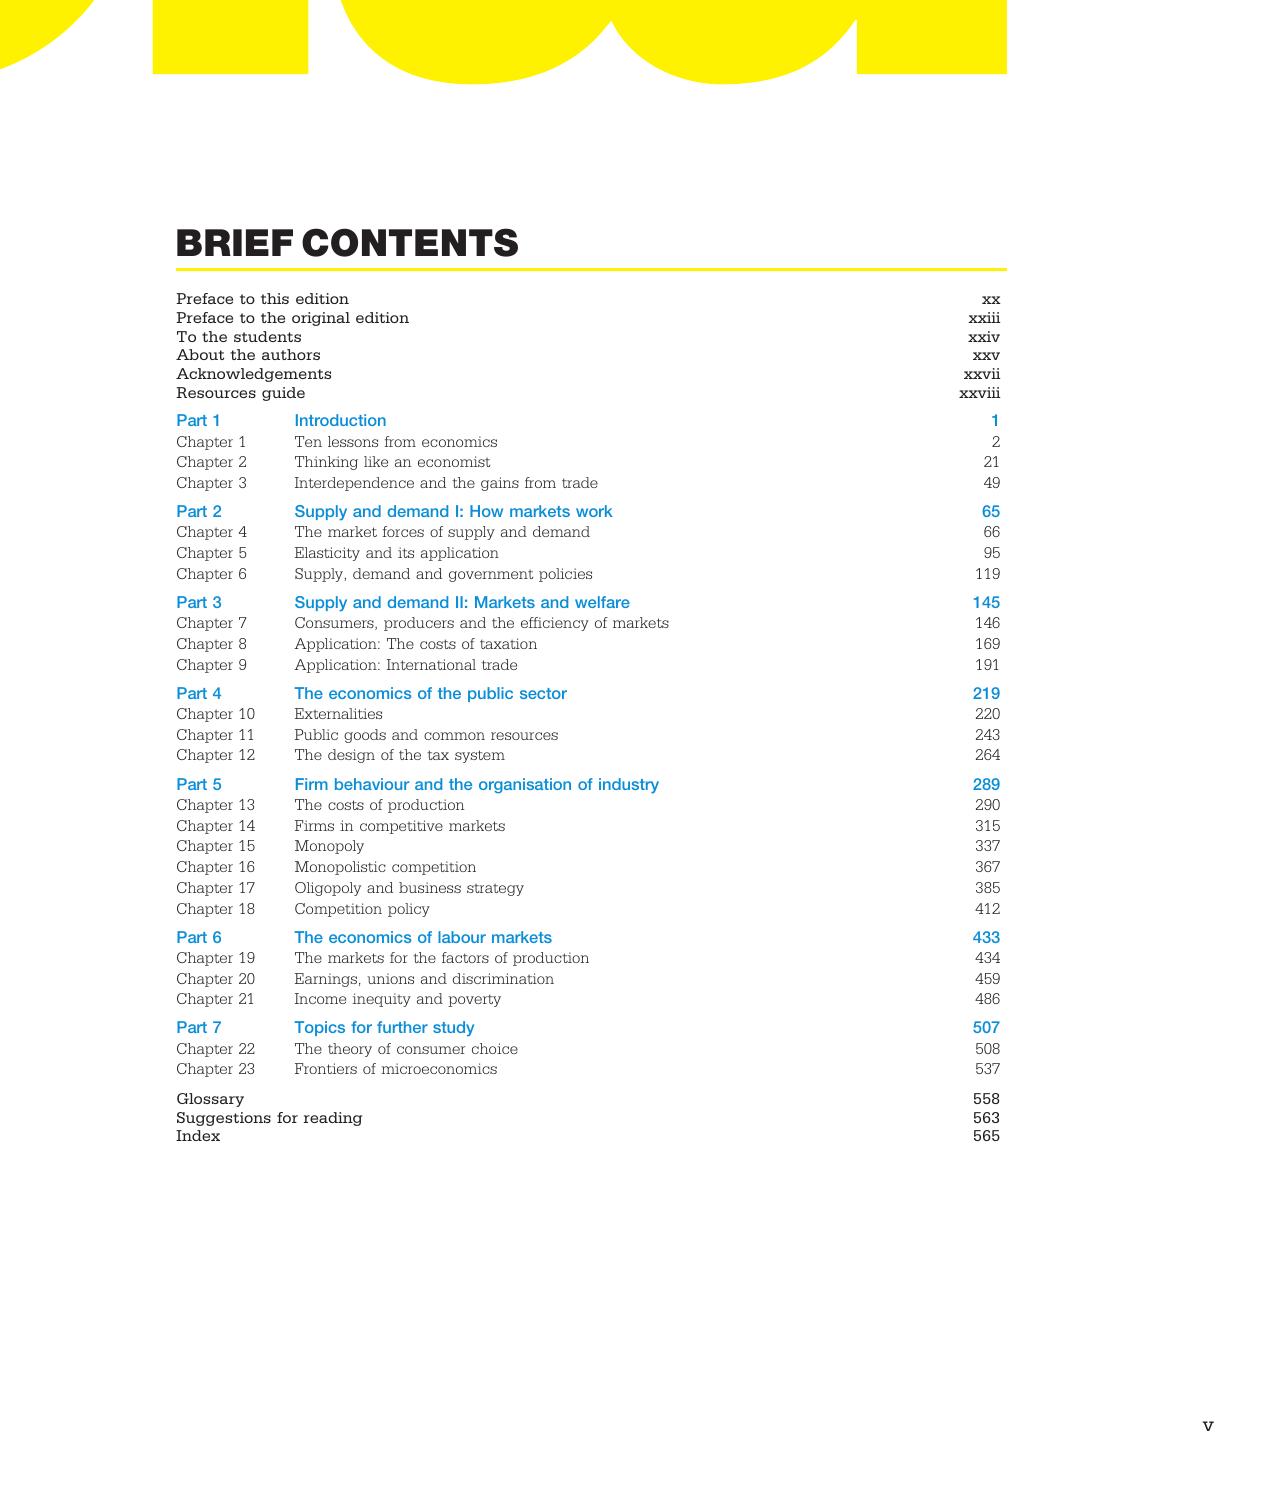 BRIEF CONTENTS
Preface to this edition xx
Preface to the original edition xxiii
To the students xxiv
About the authors xxv
Acknowledgements xxvii
Resources guide xxviii
Part 1 Introduction 1
Chapter 1 Ten lessons from economics 2
Chapter 2 Thinking like an economist 21
Chapter 3 Interdependence and the gains from trade 49
Part 2 Supply and demand I: How markets work 65
Chapter 4 The market forces of supply and demand 66
Chapter 5 Elasticity and its application 95
Chapter 6 Supply, demand and government policies 119
Part 3 Supply and demand II: Markets and welfare 145
Chapter 7 Consumers, producers and the efficiency of markets 146
Chapter 8 Application: The costs of taxation 169
Chapter 9 Application: International trade 191
Part 4 The economics of the public sector 219
Chapter 10 Externalities 220
Chapter 11 Public goods and common resources 243
Chapter 12 The design of the tax system 264
Part 5 Firm behaviour and the organisation of industry 289
Chapter 13 The costs of production 290
Chapter 14 Firms in competitive markets 315
Chapter 15 Monopoly 337
Chapter 16 Monopolistic competition 367
Chapter 17 Oligopoly and business strategy 385
Chapter 18 Competition policy 412
Part 6 The economics of labour markets 433
Chapter 19 The markets for the factors of production 434
Chapter 20 Earnings, unions and discrimination 459
Chapter 21 Income inequity and poverty 486
Part 7 Topics for further study 507
Chapter 22 The theory of consumer choice 508
Chapter 23 Frontiers of microeconomics 537
Glossary 558
Suggestions for reading 563
Index 565
v